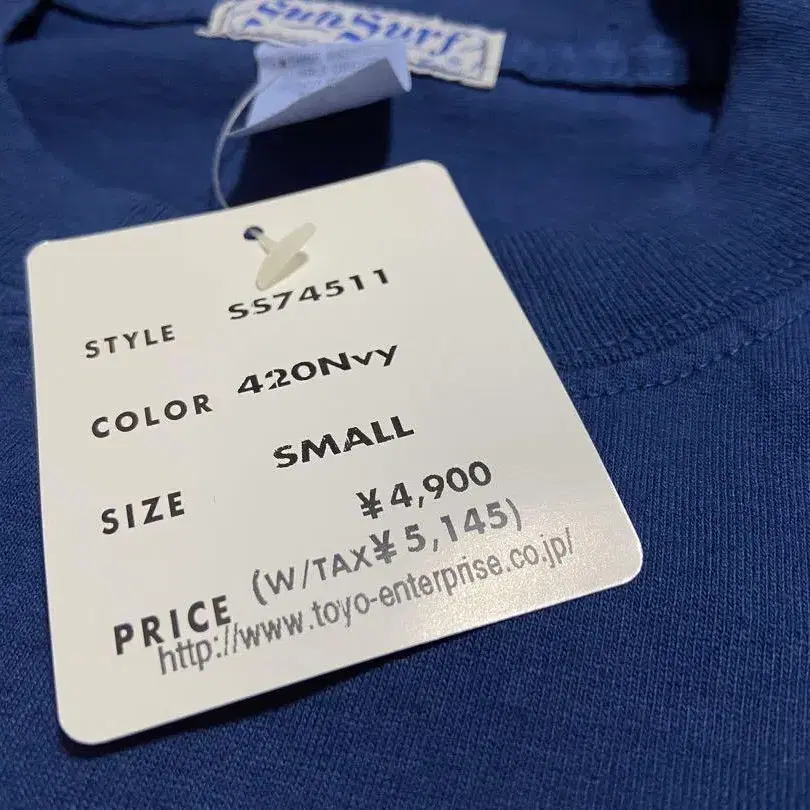 Sun Surf
STYLE SS74511
COLOR 420Nvy
SIZE SMALL
¥4,900
PRICE (W/TAX¥5,145)
http://www.toyo-enterprise.co.jp/